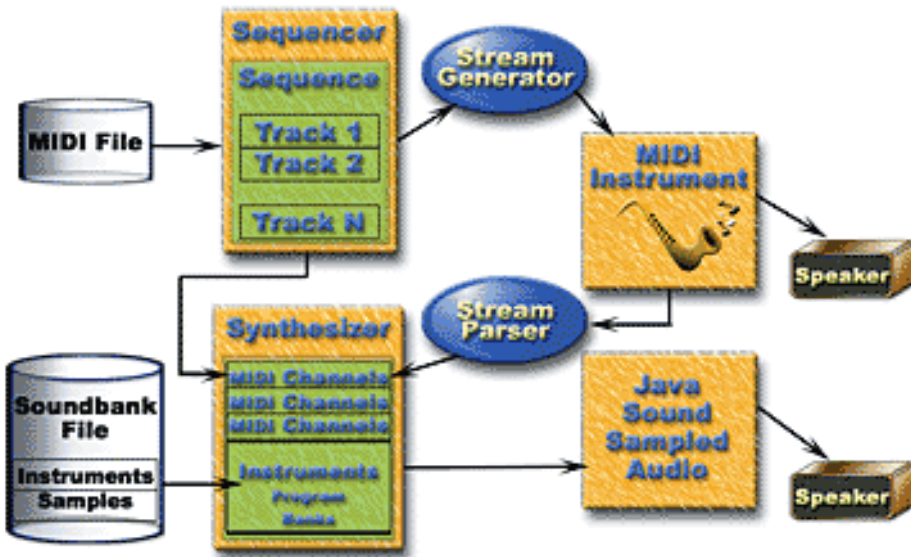 Sequencer
Sequence
Track 1
Track 2
Track N
Stream
Generator
MIDI File
MIDI
Instrument
Speaker
Stream
Parser
Synthesizer
MIDI Channels
MIDI Channels
MIDI Channels
Instruments
Program
Banks
Soundbank
File
Instruments
Samples
Java
Sound
Sampled
Audio
Speaker